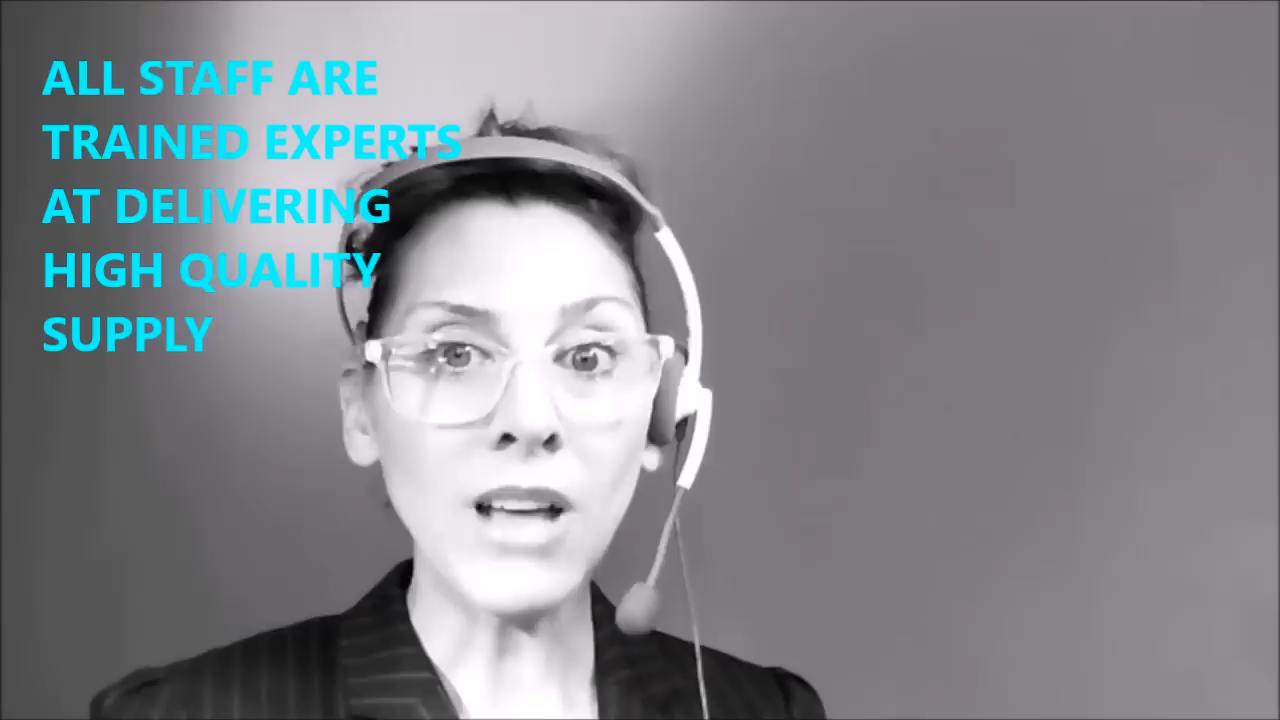 ALL STAFF ARE
TRAINED EXPERTS
AT DELIVERING
HIGH QUALITY
SUPPLY